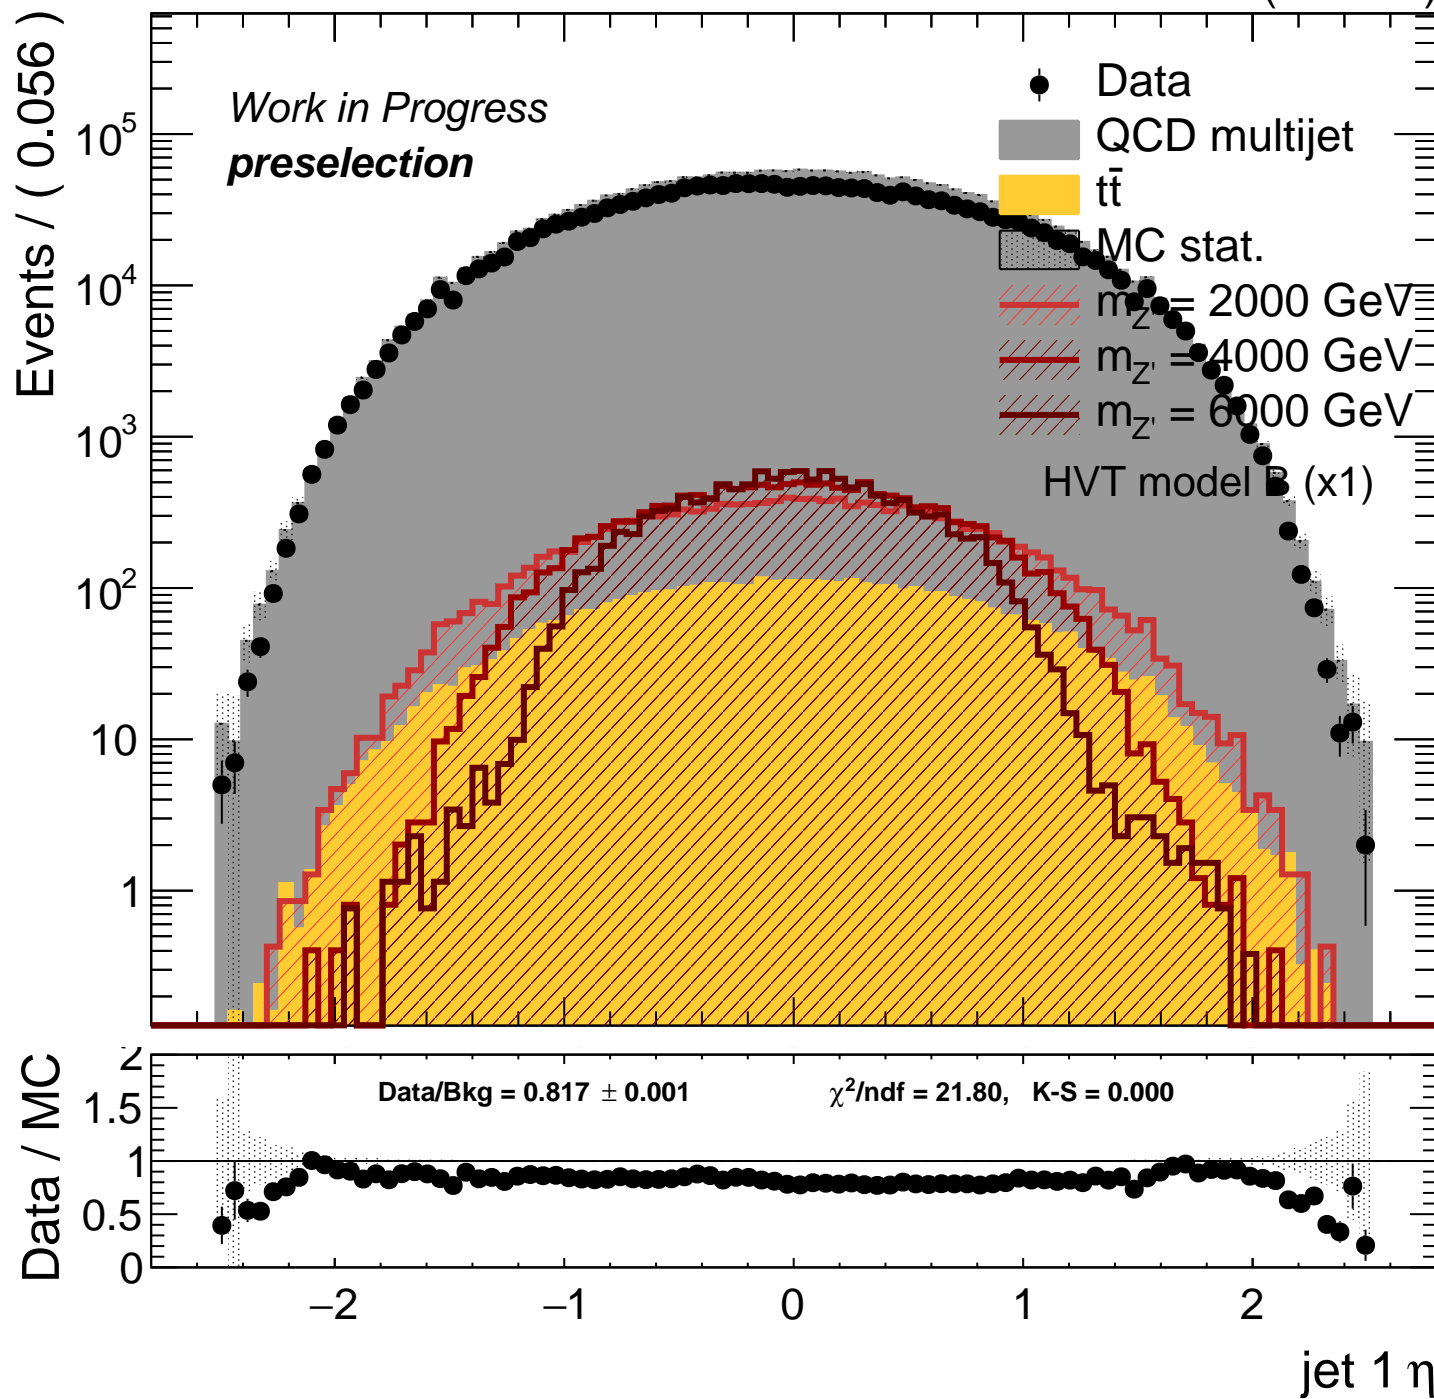 Work in Progress
preselection
Data
QCD multijet
tt̄
MC stat.
m_Z' = 2000 GeV
m_Z' = 4000 GeV
m_Z' = 6000 GeV
HVT model B (x1)
Events / ( 0.056 )
10^5
10^4
10^3
10^2
10
1
Data/Bkg = 0.817 ± 0.001
χ²/ndf = 21.80, K-S = 0.000
Data / MC
2
1.5
1
0.5
0
−2 −1 0 1 2
jet 1 η